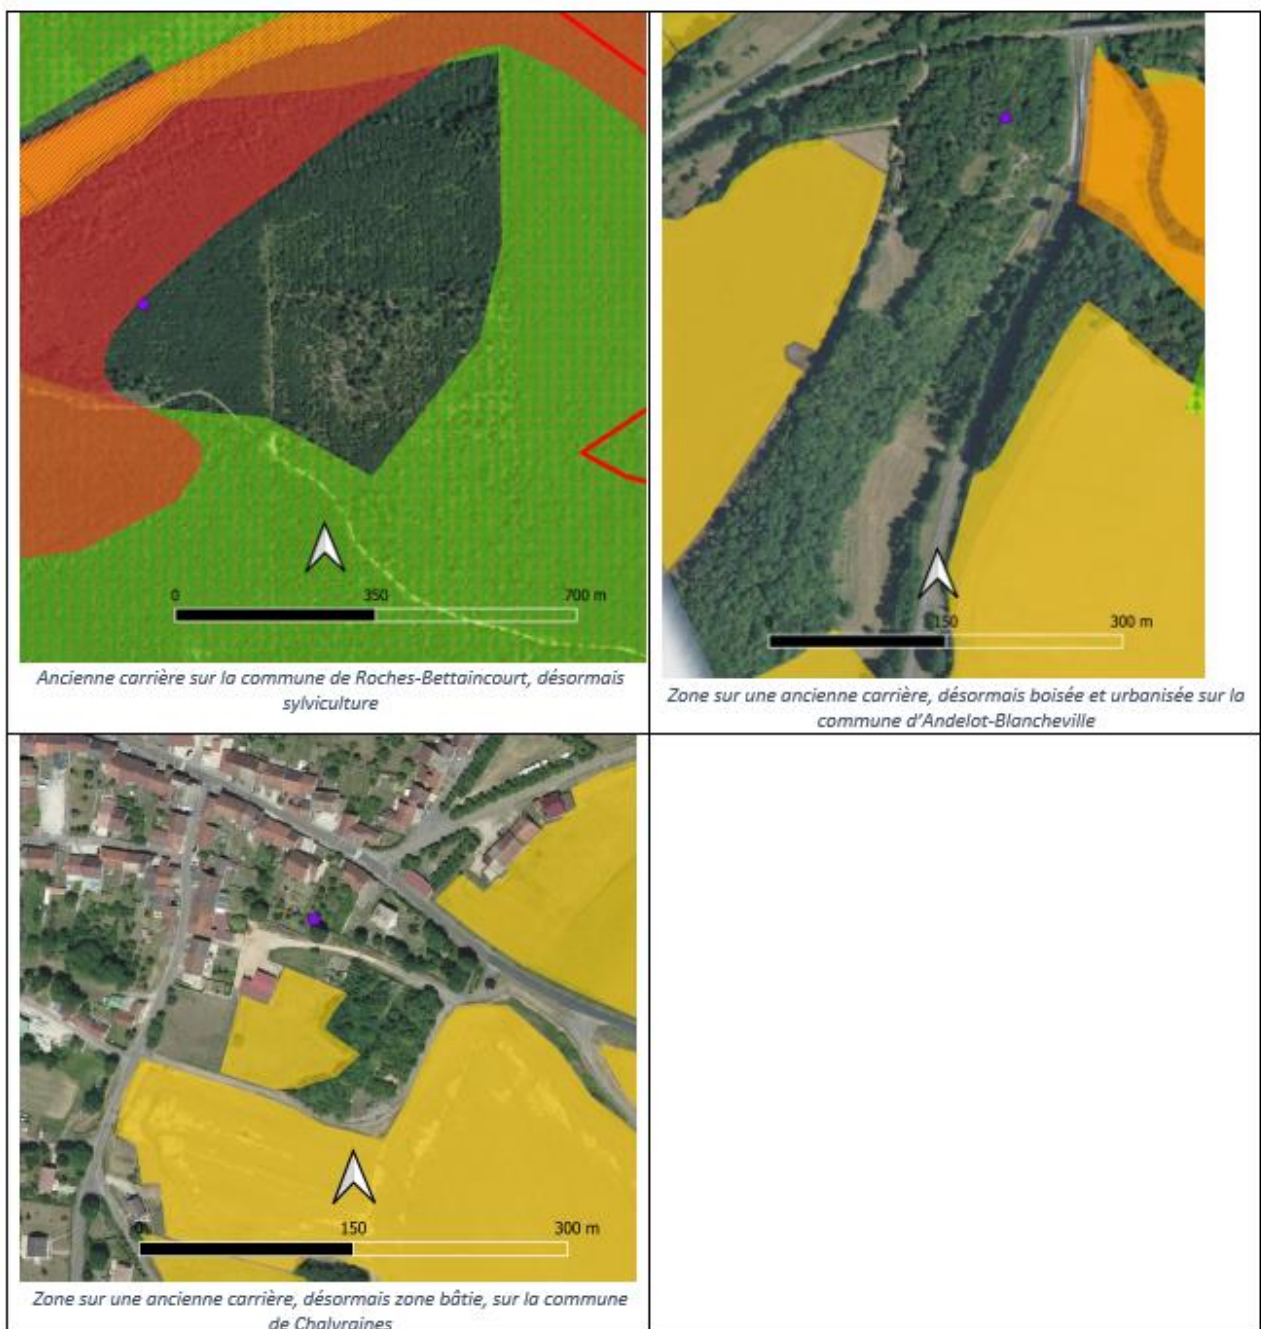 0 350 700 m
Ancienne carrière sur la commune de Roches-Bettaincourt, désormais
sylviculture
0 150 300 m
Zone sur une ancienne carrière, désormais boisée et urbanisée sur la
commune d'Andelot-Blancheville
0 150 300 m
Zone sur une ancienne carrière, désormais zone bâtie, sur la commune
de Chalvraines